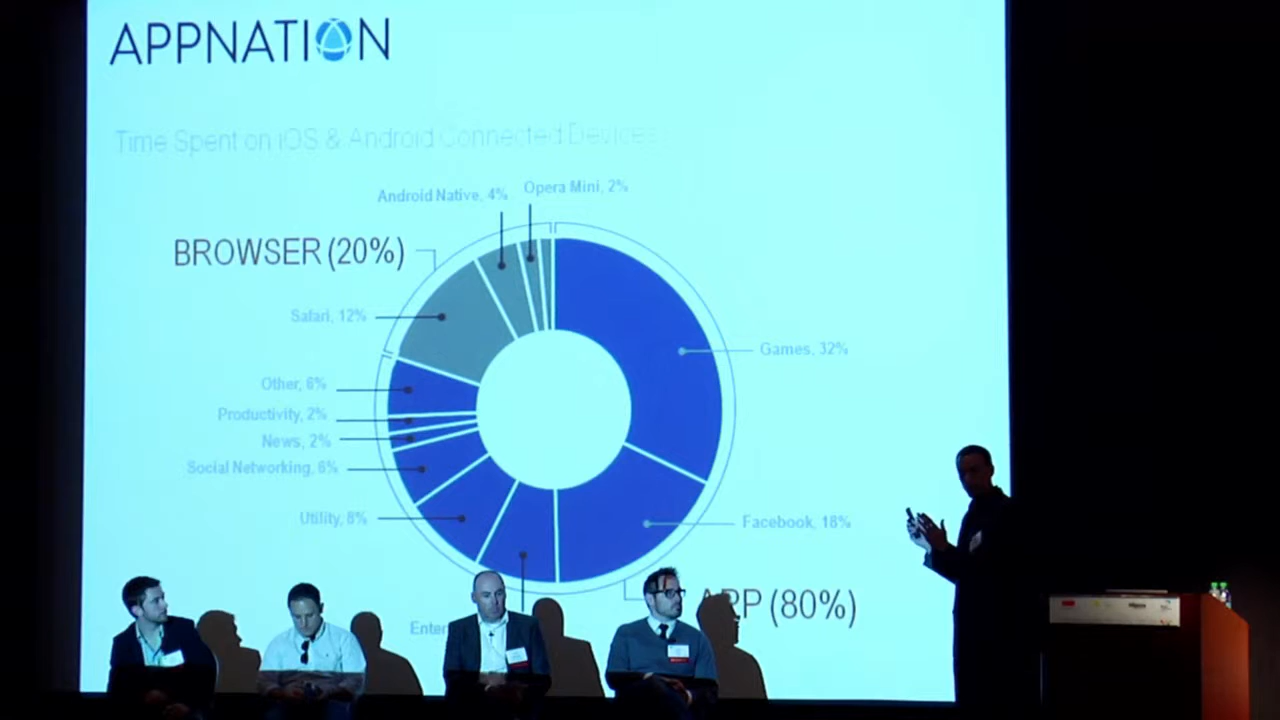 APPNATION
Time Spent on iOS & Android Connected Devices
Android Native, 4%
Opera Mini, 2%
BROWSER (20%)
Safari, 12%
Games, 32%
Other, 6%
Productivity, 2%
News, 2%
Social Networking, 6%
Utility, 8%
Facebook, 18%
(80%)